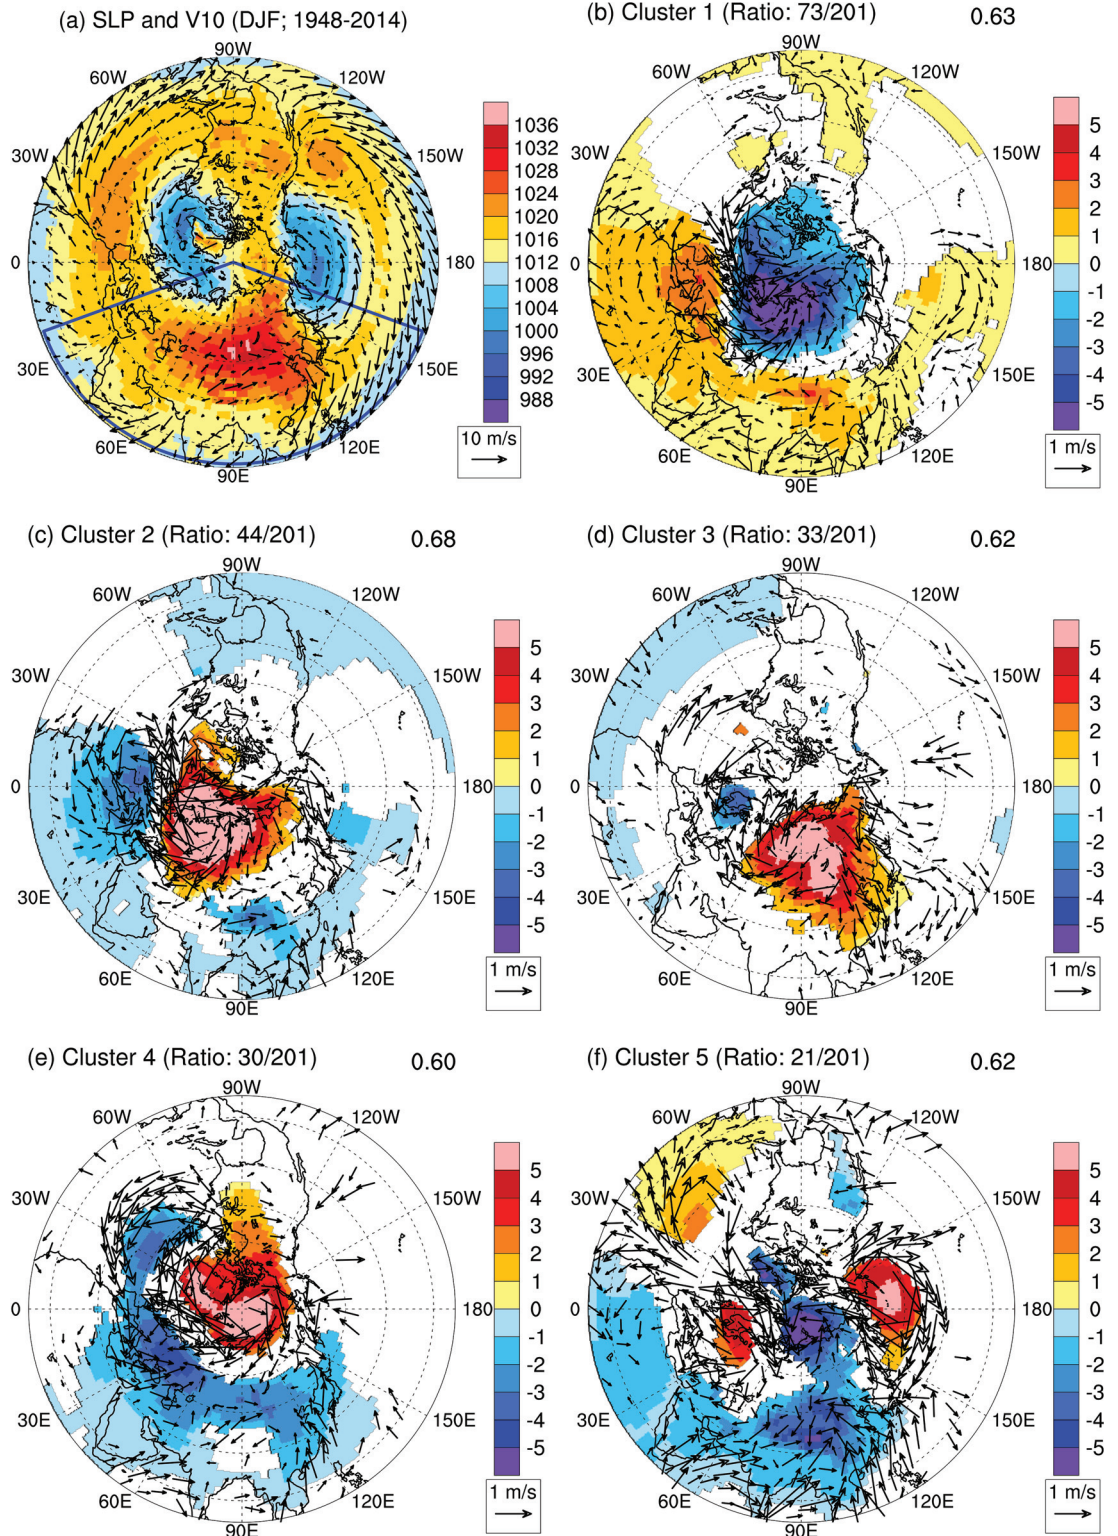 (a) SLP and V10 (DJF; 1948-2014)
90W
60W 120W
30W 150W
0 180
30E 150E
60E 120E
90E
1036
1032
1028
1024
1020
1016
1012
1008
1004
1000
996
992
988
10 m/s
(b) Cluster 1 (Ratio: 73/201) 0.63
90W
60W 120W
30W 150W
0 180
30E 150E
60E 120E
90E
5
4
3
2
1
0
-1
-2
-3
-4
-5
1 m/s
(c) Cluster 2 (Ratio: 44/201) 0.68
90W
60W 120W
30W 150W
0 180
30E 150E
60E 120E
90E
5
4
3
2
1
0
-1
-2
-3
-4
-5
1 m/s
(d) Cluster 3 (Ratio: 33/201) 0.62
90W
60W 120W
30W 150W
0 180
30E 150E
60E 120E
90E
5
4
3
2
1
0
-1
-2
-3
-4
-5
1 m/s
(e) Cluster 4 (Ratio: 30/201) 0.60
90W
60W 120W
30W 150W
0 180
30E 150E
60E 120E
90E
5
4
3
2
1
0
-1
-2
-3
-4
-5
1 m/s
(f) Cluster 5 (Ratio: 21/201) 0.62
90W
60W 120W
30W 150W
0 180
30E 150E
60E 120E
90E
5
4
3
2
1
0
-1
-2
-3
-4
-5
1 m/s